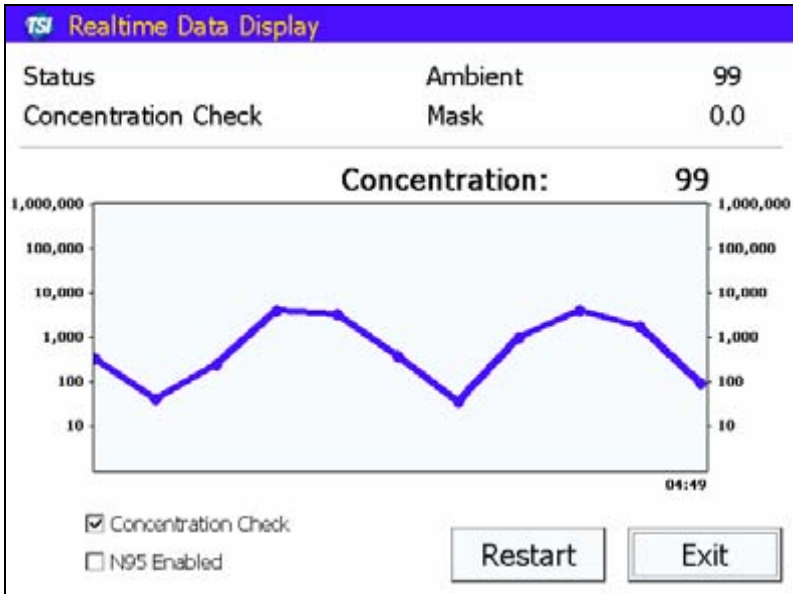 TSI Realtime Data Display
Status Ambient 99
Concentration Check Mask 0.0
Concentration: 99
1,000,000 1,000,000
100,000 100,000
10,000 10,000
1,000 1,000
100 100
10 10
04:49
Concentration Check
N95 Enabled
Restart Exit